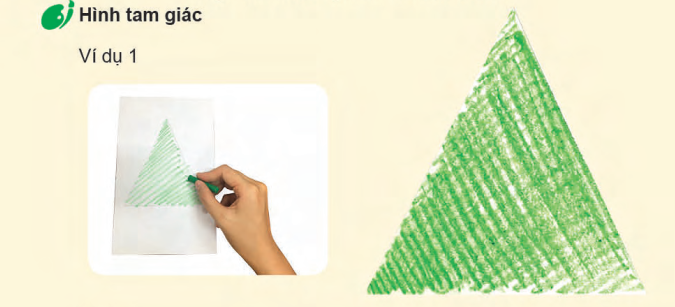 Hình tam giác
Ví dụ 1